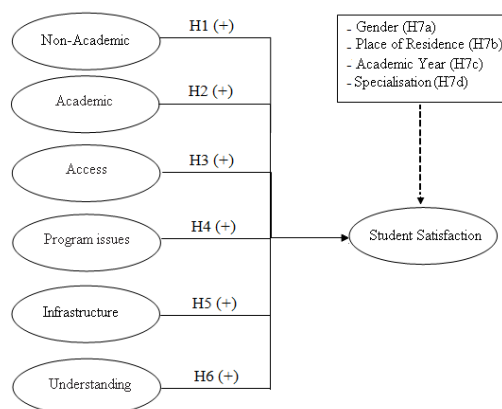 Non-Academic
H1 (+)
- Gender (H7a)
- Place of Residence (H7b)
- Academic Year (H7c)
- Specialisation (H7d)
Academic
H2 (+)
Access
H3 (+)
Program issues
H4 (+)
Student Satisfaction
Infrastructure
H5 (+)
Understanding
H6 (+)